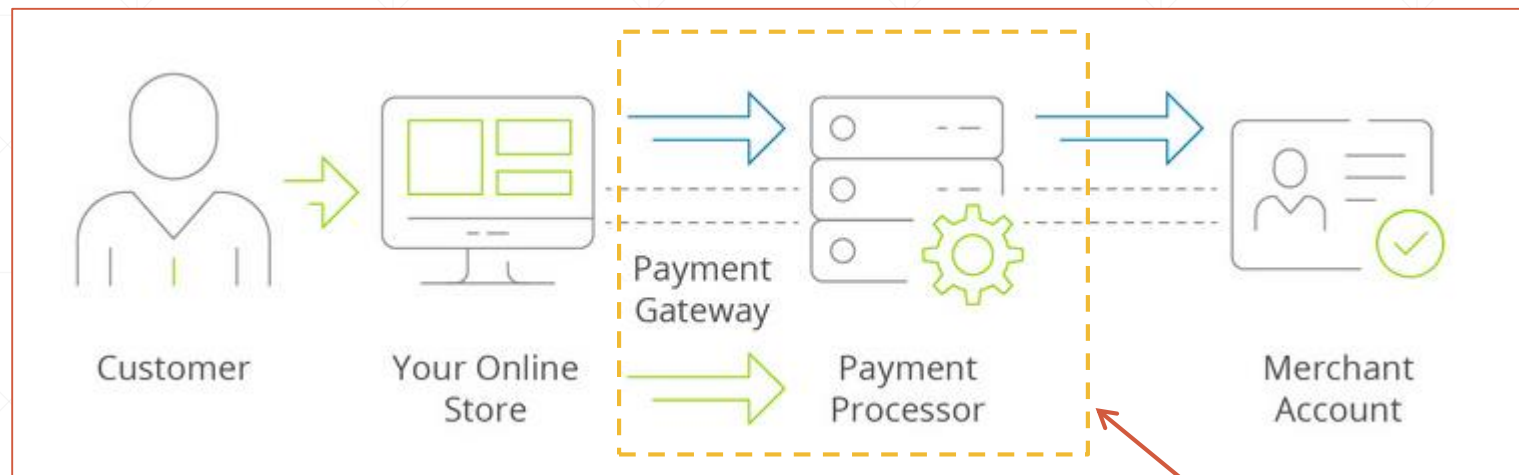 Payment
Gateway
Customer
Your Online
Store
Payment
Processor
Merchant
Account